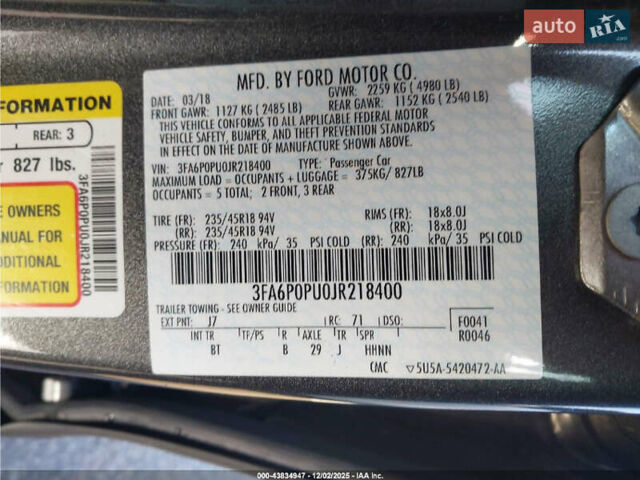 auto RIA .com
MFD. BY FORD MOTOR CO.
DATE: 03/18 GVWR: 2259 KG ( 4980 LB)
FRONT GAWR: 1127 KG ( 2485 LB) REAR GAWR: 1152 KG ( 2540 LB)
THIS VEHICLE CONFORMS TO ALL APPLICABLE FEDERAL MOTOR
VEHICLE SAFETY, BUMPER, AND THEFT PREVENTION STANDARDS
IN EFFECT ON THE DATE OF MANUFACTURE SHOWN ABOVE.
VIN: 3FA6P0PU0JR218400 TYPE: Passenger Car
MAXIMUM LOAD = OCCUPANTS + LUGGAGE = 375KG/ 827LB
OCCUPANTS = 5 TOTAL; 2 FRONT, 3 REAR
TIRE (FR): 235/45R18 94V RIMS (FR): 18x8.0J
(RR): 235/45R18 94V (RR): 18x8.0J
PRESSURE (FR): 240 kPa/ 35 PSI COLD (RR): 240 kPa/ 35 PSI COLD
3FA6P0PU0JR218400
TRAILER TOWING - SEE OWNER GUIDE
EXT PNT: J7 RC: 71 DSO: F0041
R0046
INT TR TP/PS R AXLE TR SPR
BT B 29 J HHNN
CMC ▽5U5A-5420472-AA
FORMATION
REAR: 3
r 827 lbs.
3FA6P0PU0JR218400
E OWNERS
ANUAL FOR
DDITIONAL
FORMATION
000-43834947 - 12/02/2025 - IAA Inc.